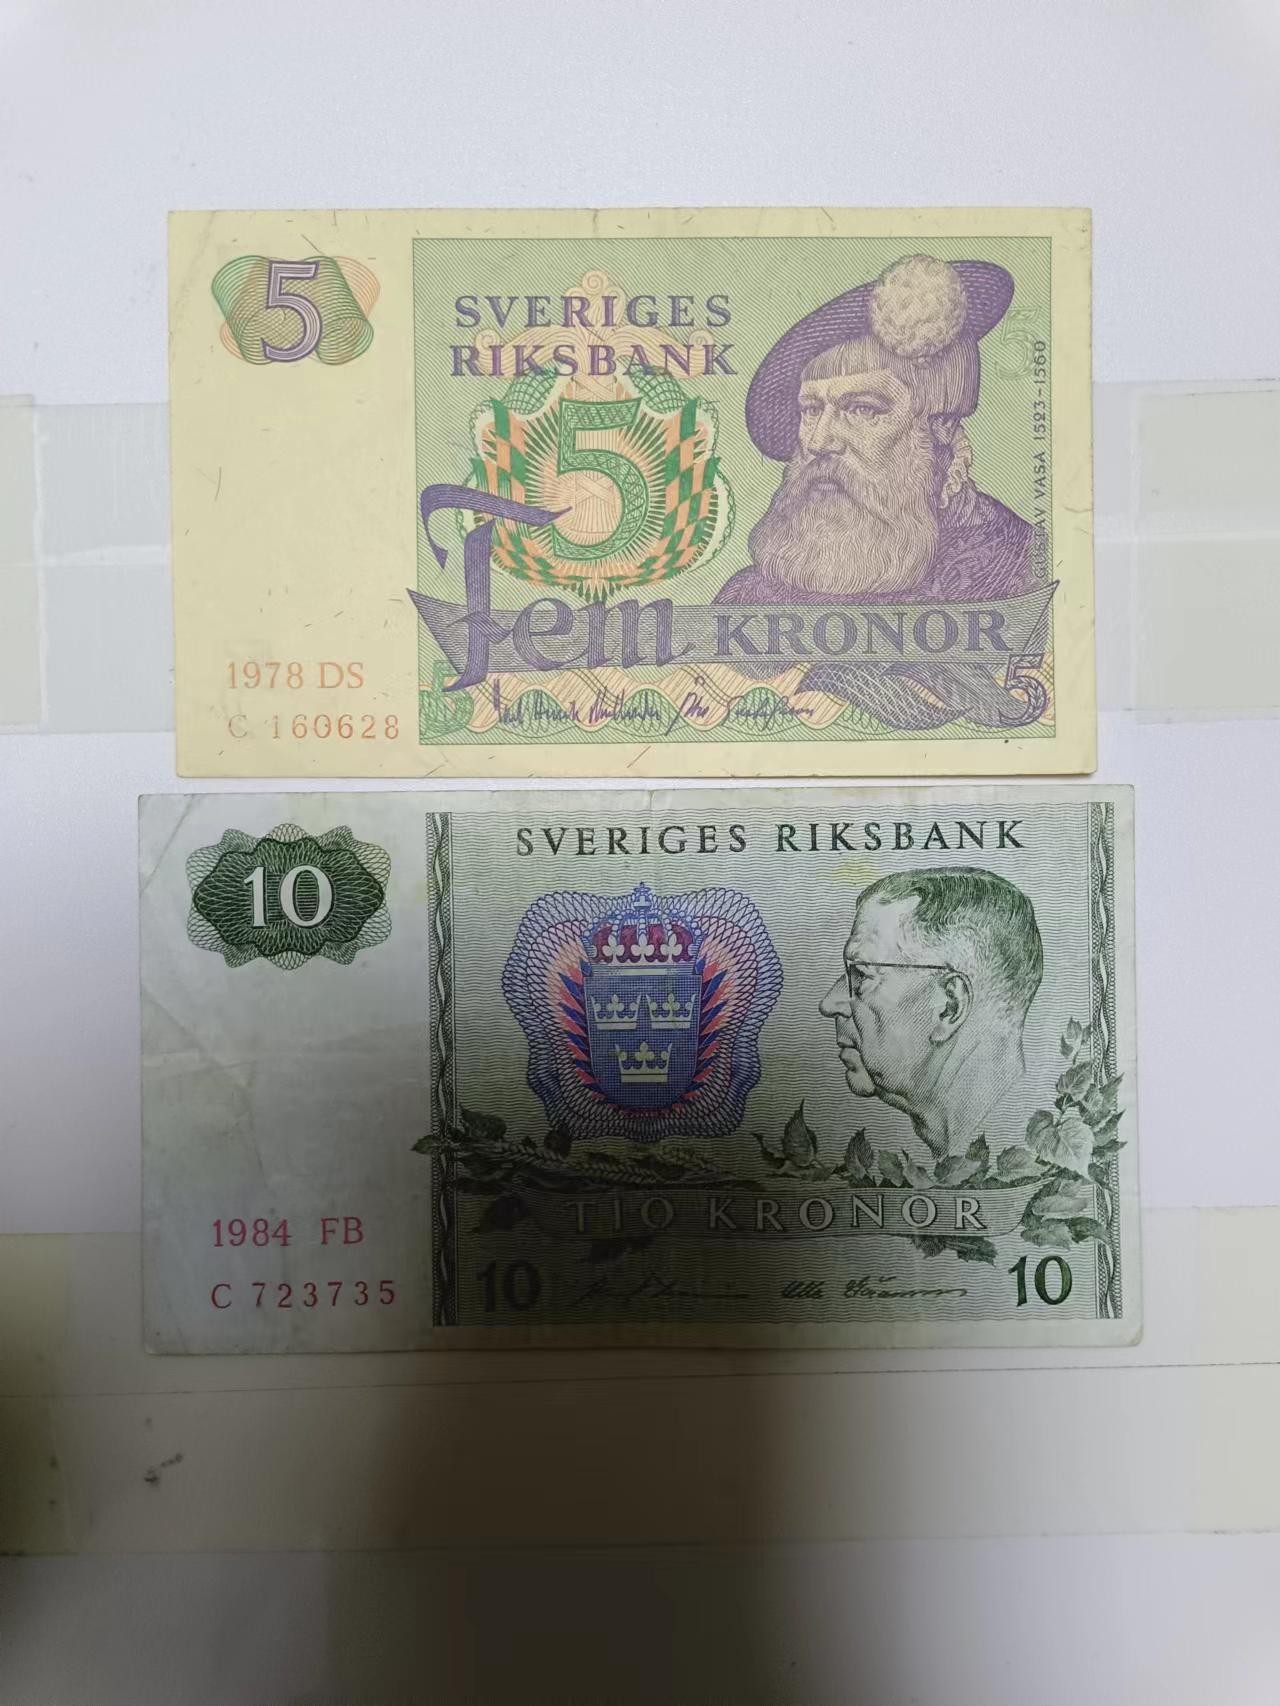 5
SVERIGES
RIKSBANK
5
5
GUSTAV VASA 1523-1560
Fem KRONOR
1978 DS
C 160628
5
5
SVERIGES RIKSBANK
10
TIO KRONOR
1984 FB
C 723735
10
10